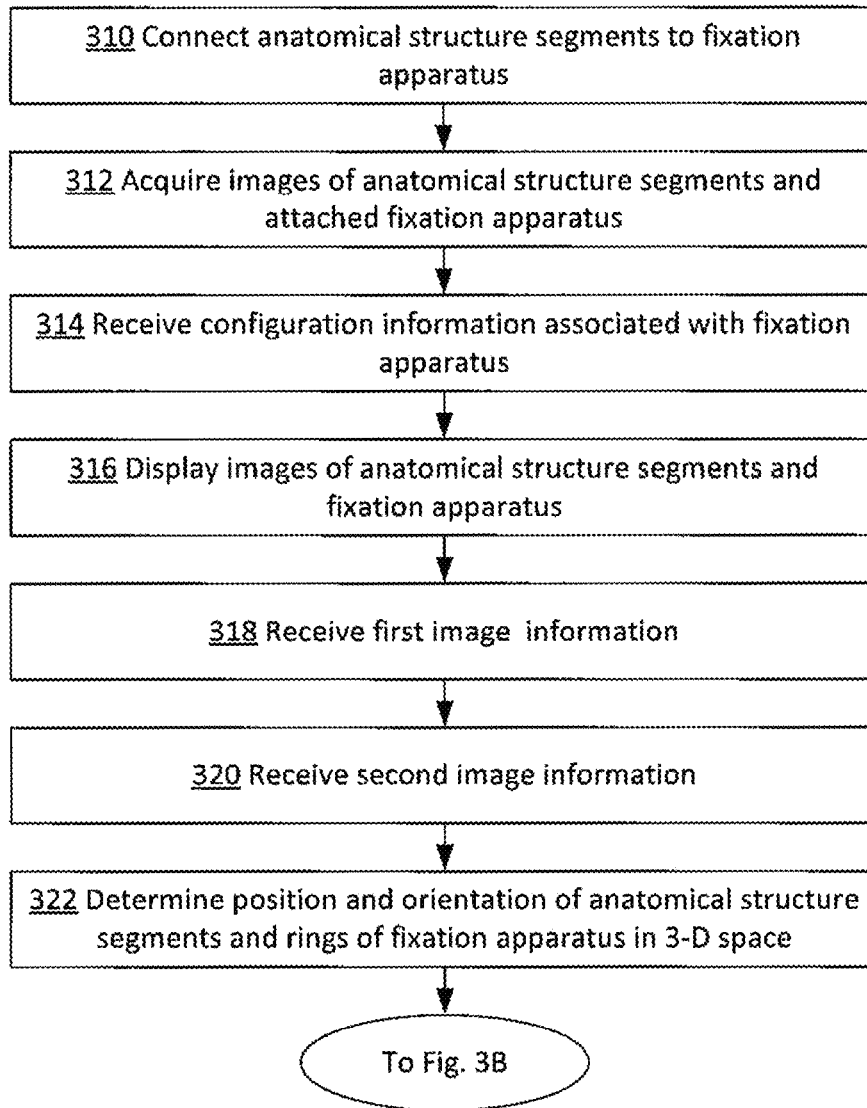 310 Connect anatomical structure segments to fixation
apparatus
312 Acquire images of anatomical structure segments and
attached fixation apparatus
314 Receive configuration information associated with fixation
apparatus
316 Display images of anatomical structure segments and
fixation apparatus
318 Receive first image information
320 Receive second image information
322 Determine position and orientation of anatomical structure
segments and rings of fixation apparatus in 3-D space
To Fig. 3B